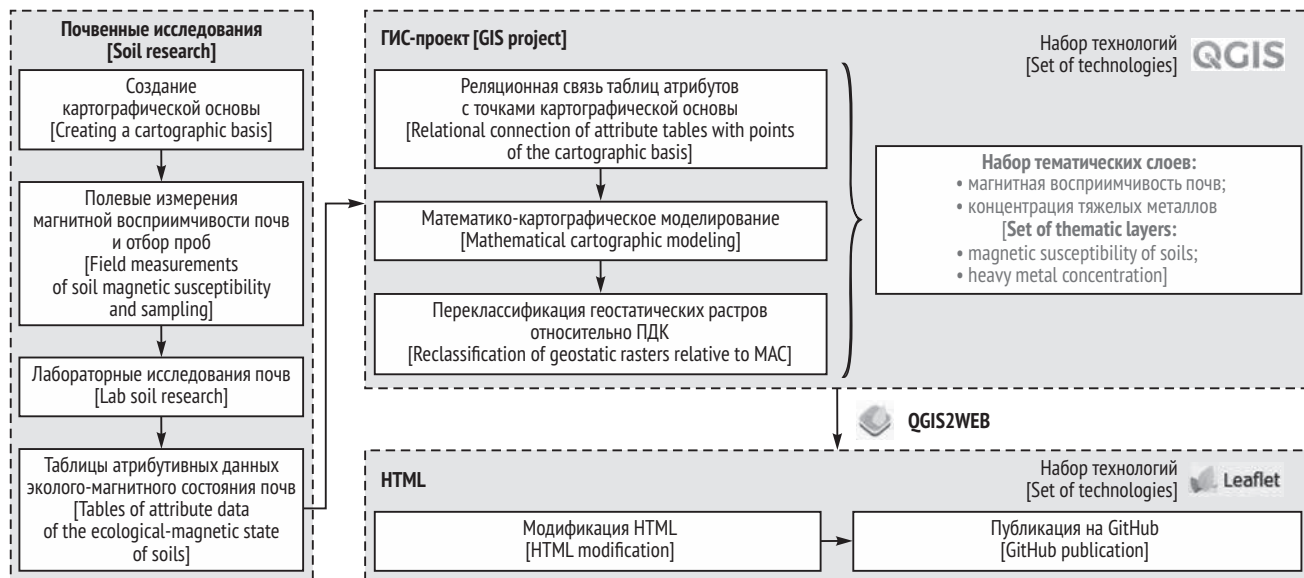 Почвенные исследования
[Soil research]
Создание
картографической основы
[Creating a cartographic basis]
Полевые измерения
магнитной восприимчивости почв
и отбор проб
[Field measurements
of soil magnetic susceptibility
and sampling]
Лабораторные исследования почв
[Lab soil research]
Таблицы атрибутивных данных
эколого-магнитного состояния почв
[Tables of attribute data
of the ecological-magnetic state
of soils]
ГИС-проект [GIS project]
Набор технологий
[Set of technologies]
QGIS
Реляционная связь таблиц атрибутов
с точками картографической основы
[Relational connection of attribute tables with points
of the cartographic basis]
Математико-картографическое моделирование
[Mathematical cartographic modeling]
Переклассификация геостатических растров
относительно ПДК
[Reclassification of geostatic rasters relative to MAC]
Набор тематических слоев:
• магнитная восприимчивость почв;
• концентрация тяжелых металлов
[Set of thematic layers:
• magnetic susceptibility of soils;
• heavy metal concentration]
QGIS2WEB
HTML
Набор технологий
[Set of technologies]
Leaflet
Модификация HTML
[HTML modification]
Публикация на GitHub
[GitHub publication]